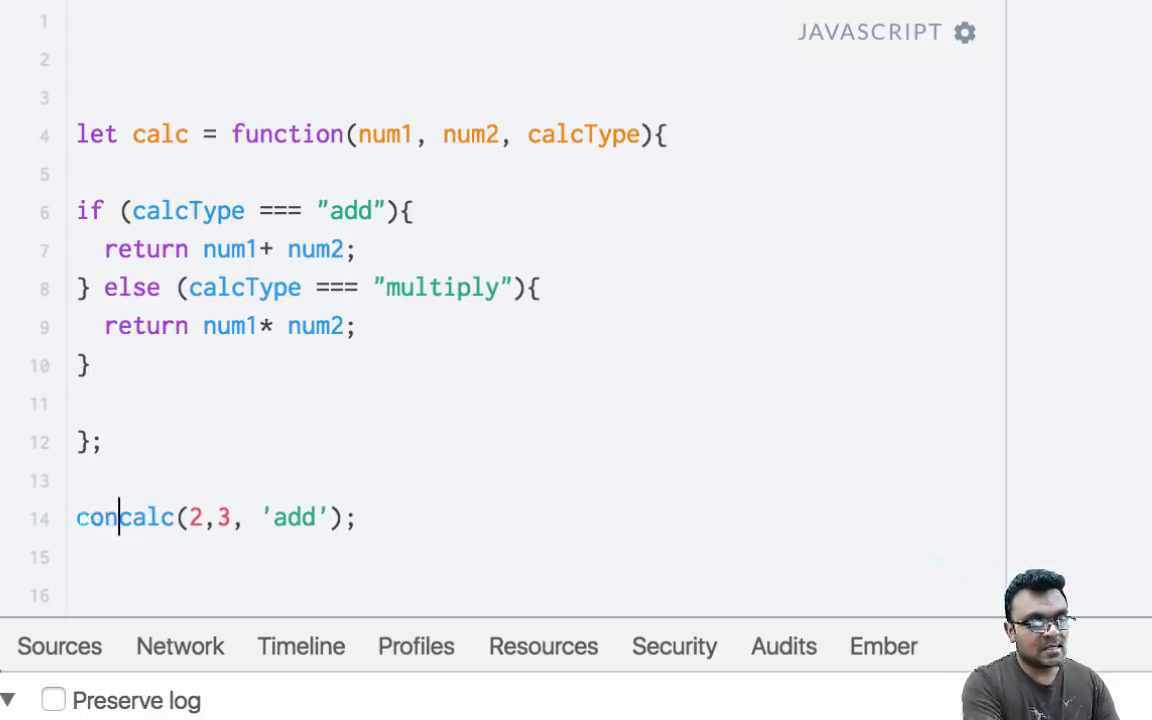 1
JAVASCRIPT
2
3
4 let calc = function(num1, num2, calcType){
5
6 if (calcType === "add"){
7 return num1+ num2;
8 } else (calcType === "multiply"){
9 return num1* num2;
10 }
11
12 };
13
14 concalc(2,3, 'add');
15
16
Sources Network Timeline Profiles Resources Security Audits Ember
Preserve log